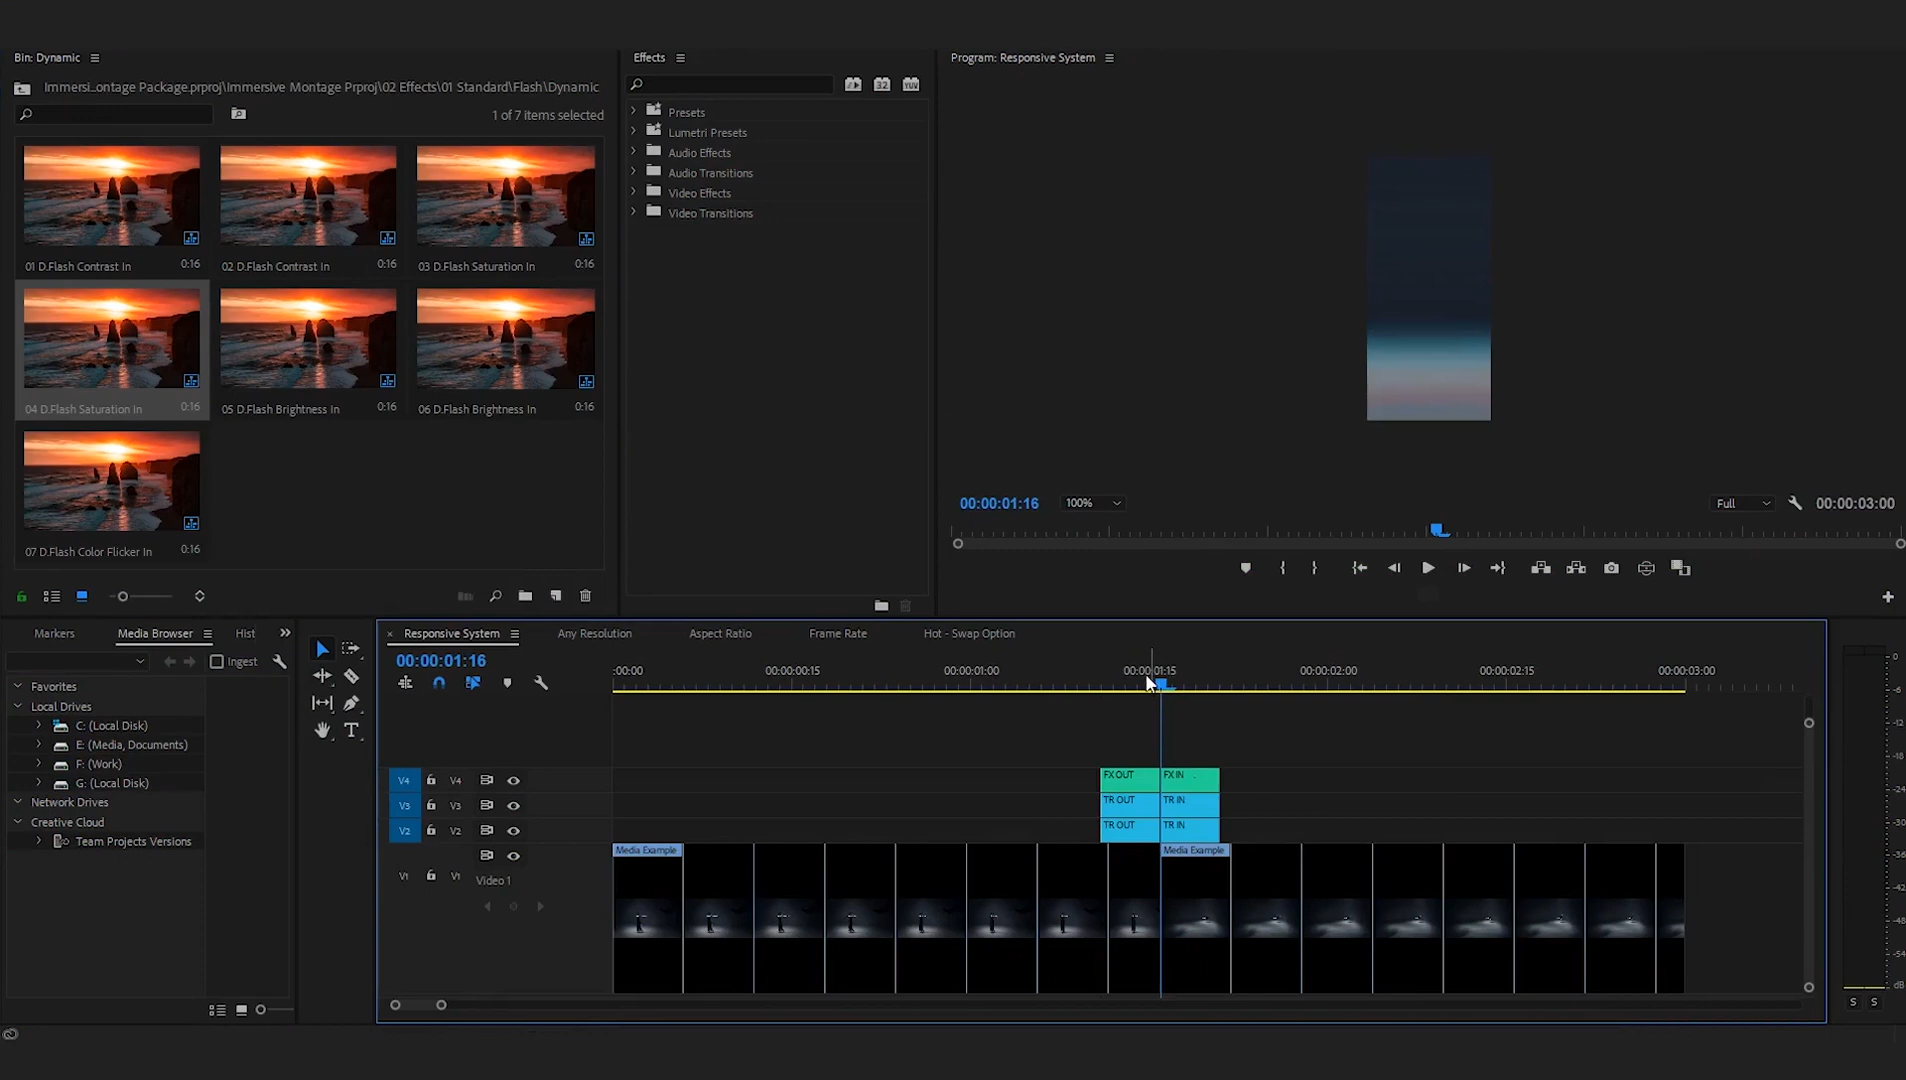 Bin: Dynamic
Immersi_ontage Package.prproj\Immersive Montage Prproj\02 Effects\01 Standard\Flash\Dynamic
1 of 7 items selected
01 D.Flash Contrast In 0:16
02 D.Flash Contrast In 0:16
03 D.Flash Saturation In 0:16
04 D.Flash Saturation In 0:16
05 D.Flash Brightness In 0:16
06 D.Flash Brightness In 0:16
07 D.Flash Color Flicker In 0:16
Effects
32
YUV
Presets
Lumetri Presets
Audio Effects
Audio Transitions
Video Effects
Video Transitions
Program: Responsive System
00:00:01:16
100%
Full
00:00:03:00
Markers
Media Browser
Hist
Ingest
Favorites
Local Drives
C: (Local Disk)
E: (Media, Documents)
F: (Work)
G: (Local Disk)
Network Drives
Creative Cloud
Team Projects Versions
Responsive System
Any Resolution
Aspect Ratio
Frame Rate
Hot - Swap Option
00:00:01:16
:00:00
00:00:00:15
00:00:01:00
00:00:01:15
00:00:02:00
00:00:02:15
00:00:03:00
V4 V4
FX OUT
FX IN
V3 V3
TR OUT
TR IN
V2 V2
TR OUT
TR IN
Media Example
Media Example
V1 V1
Video 1
0
-6
-12
-18
-24
-30
-36
-42
-48
-54
dB
S S